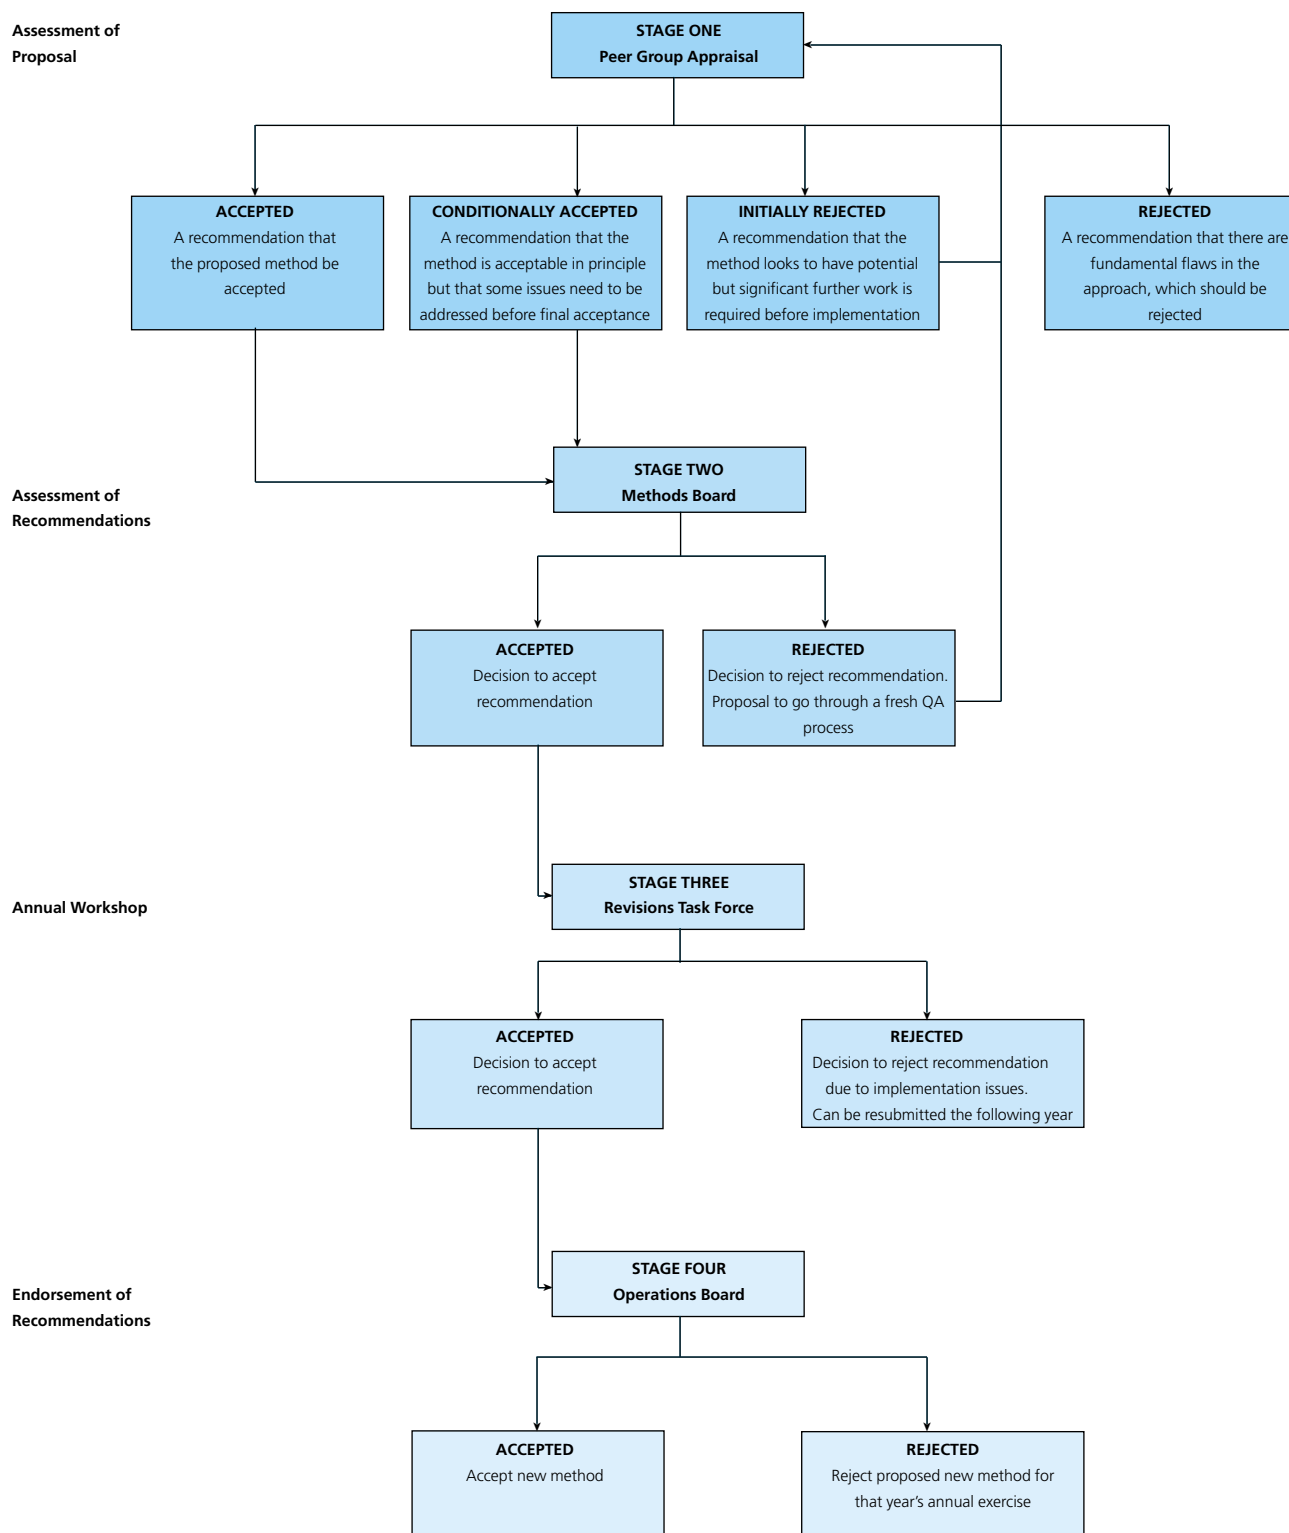 Assessment of
Proposal
STAGE ONE
Peer Group Appraisal
ACCEPTED
A recommendation that
the proposed method be
accepted
CONDITIONALLY ACCEPTED
A recommendation that the
method is acceptable in principle
but that some issues need to be
addressed before final acceptance
INITIALLY REJECTED
A recommendation that the
method looks to have potential
but significant further work is
required before implementation
REJECTED
A recommendation that there are
fundamental flaws in the
approach, which should be
rejected
Assessment of
Recommendations
STAGE TWO
Methods Board
ACCEPTED
Decision to accept
recommendation
REJECTED
Decision to reject recommendation.
Proposal to go through a fresh QA
process
Annual Workshop
STAGE THREE
Revisions Task Force
ACCEPTED
Decision to accept
recommendation
REJECTED
Decision to reject recommendation
due to implementation issues.
Can be resubmitted the following year
Endorsement of
Recommendations
STAGE FOUR
Operations Board
ACCEPTED
Accept new method
REJECTED
Reject proposed new method for
that year's annual exercise